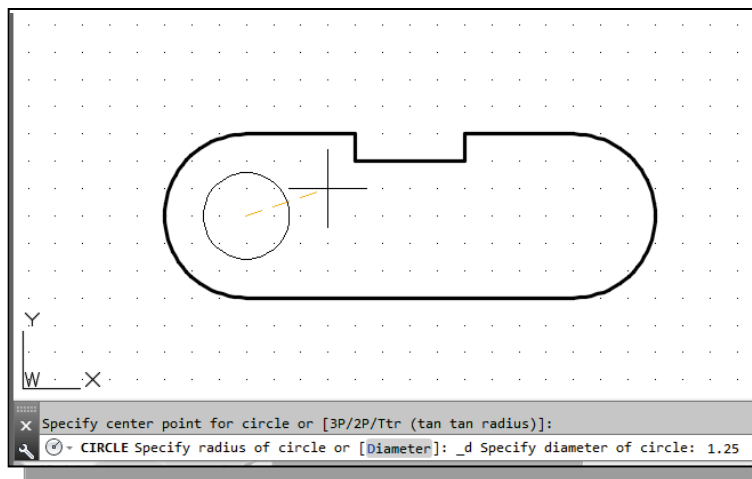 Y
W
X
Specify center point for circle or [3P/2P/Ttr (tan tan radius)]:
CIRCLE Specify radius of circle or [Diameter]: _d Specify diameter of circle: 1.25